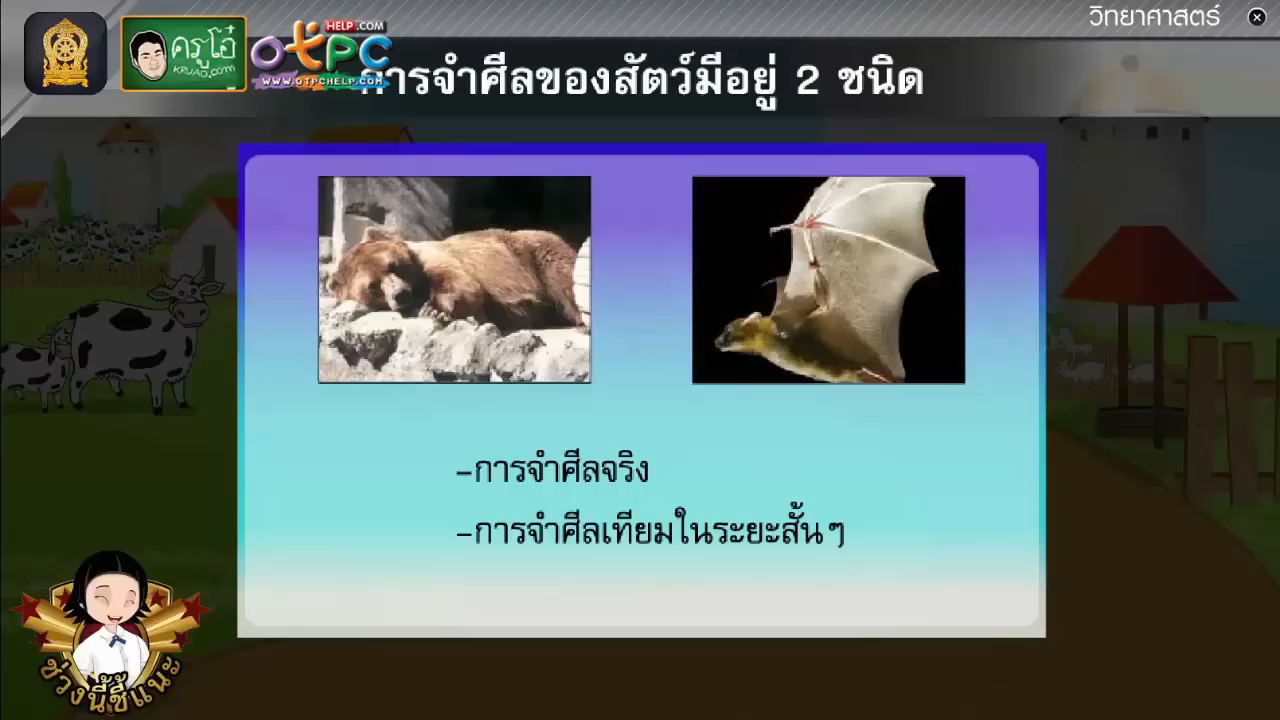 วิทยาศาสตร์
ครูโอ๋
KRUAO.com
HELP.COM
OTPC
WWW.OTPCHELP.COM
การจำศีลของสัตว์มีอยู่ 2 ชนิด
-การจำศีลจริง
-การจำศีลเทียมในระยะสั้นๆ
ช่วงนี้ชี้แนะ